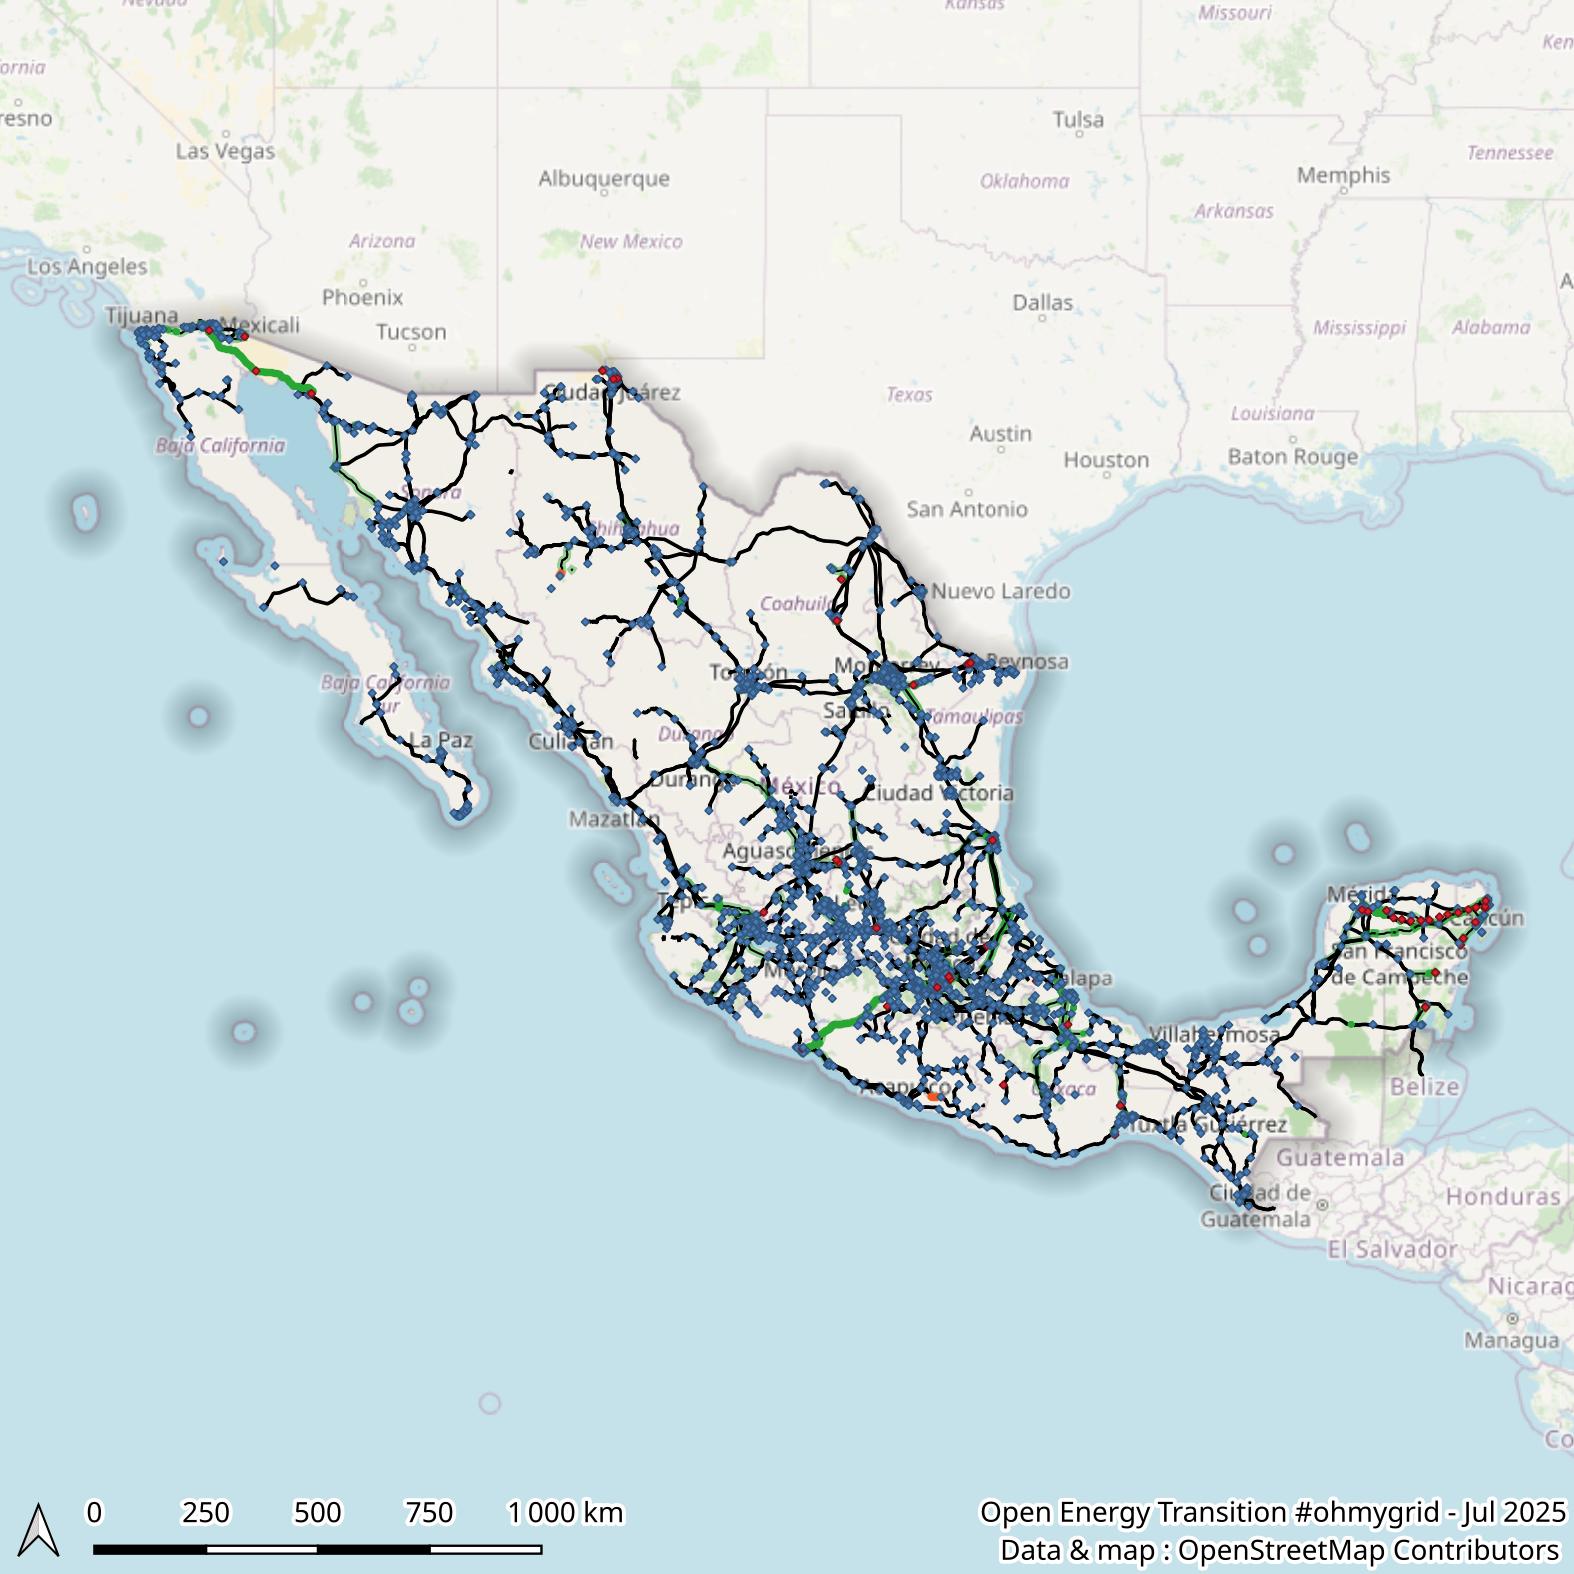 Nevada
Kansas
Missouri
Ken
ornia
resno
Las Vegas
Albuquerque
Tulsa
Oklahoma
Memphis
Tennessee
Arkansas
Arizona
New Mexico
Los Angeles
Phoenix
Dallas
Tijuana
Mexicali
Tucson
Mississippi
Alabama
Ciudad Juárez
Texas
Louisiana
Baja California
Austin
Houston
Baton Rouge
Sonora
San Antonio
Chihuahua
Coahuila
Nuevo Laredo
Torreón
Monterrey
Reynosa
Baja California
Sur
Saltillo
Tamaulipas
La Paz
Culiacán
Durango
Durango
México
Ciudad Victoria
Mazatlán
Aguascalientes
Tepic
León
Mérida
Cancún
Ciudad de
San Francisco
de Campeche
Morelia
Xalapa
Villahermosa
Acapulco
Oaxaca
Belize
Tuxtla Gutiérrez
Guatemala
Ciudad de
Guatemala
Honduras
El Salvador
Nicarag
Managua
Co
0 250 500 750 1000 km
Open Energy Transition #ohmygrid - Jul 2025
Data & map : OpenStreetMap Contributors